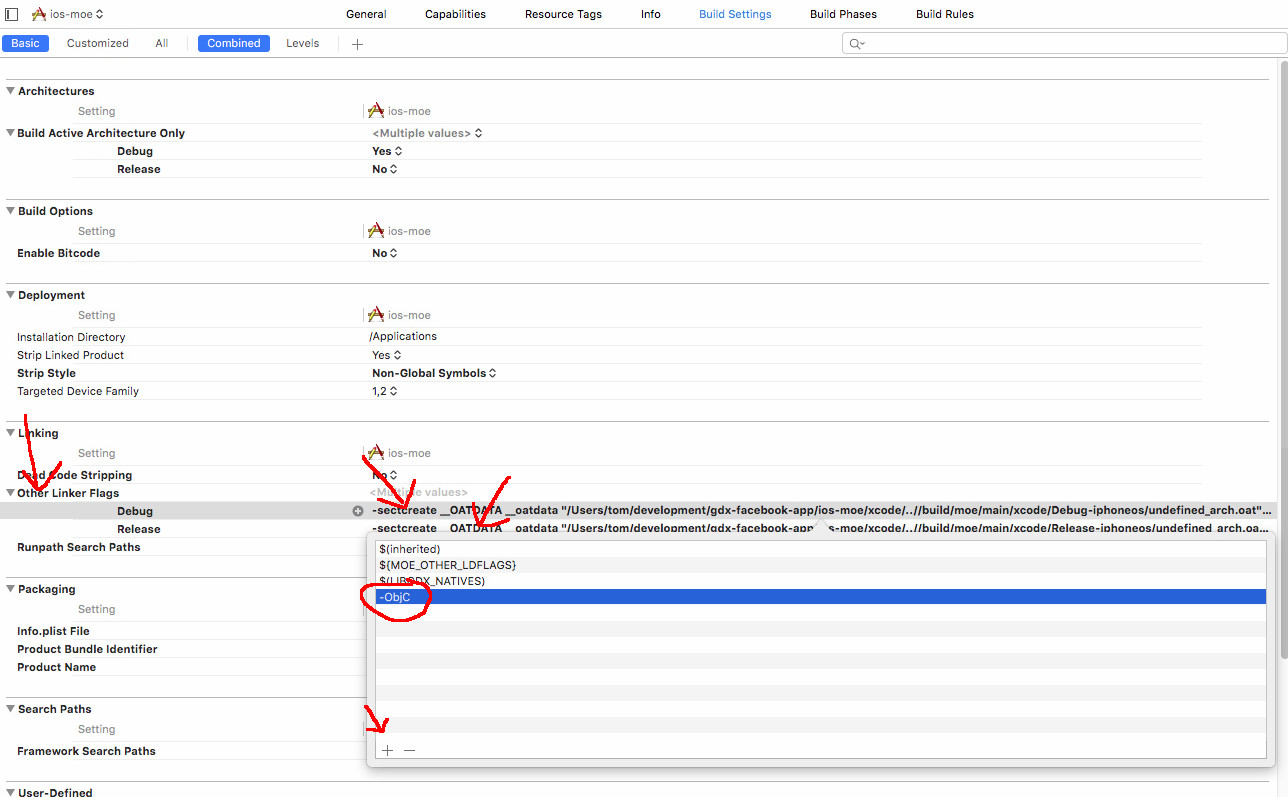 ios-moe General Capabilities Resource Tags Info Build Settings Build Phases Build Rules
Basic Customized All Combined Levels +
Architectures
Setting ios-moe
Build Active Architecture Only <Multiple values>
Debug Yes
Release No
Build Options
Setting ios-moe
Enable Bitcode No
Deployment
Setting ios-moe
Installation Directory /Applications
Strip Linked Product Yes
Strip Style Non-Global Symbols
Targeted Device Family 1,2
Linking
Setting ios-moe
Dead Code Stripping No
Other Linker Flags <Multiple values>
Debug -sectcreate __OATDATA __oatdata "/Users/tom/development/gdx-facebook-app/ios-moe/xcode/..//build/moe/main/xcode/Debug-iphoneos/undefined_arch.oat"...
Release -sectcreate __OATDATA __oatdata "/Users/tom/development/gdx-facebook-app/ios-moe/xcode/..//build/moe/main/xcode/Release-iphoneos/undefined_arch.oa...
Runpath Search Paths
$(inherited)
${MOE_OTHER_LDFLAGS}
$(LIBGDX_NATIVES)
-ObjC
+ −
Packaging
Setting
Info.plist File
Product Bundle Identifier
Product Name
Search Paths
Setting
Framework Search Paths
User-Defined